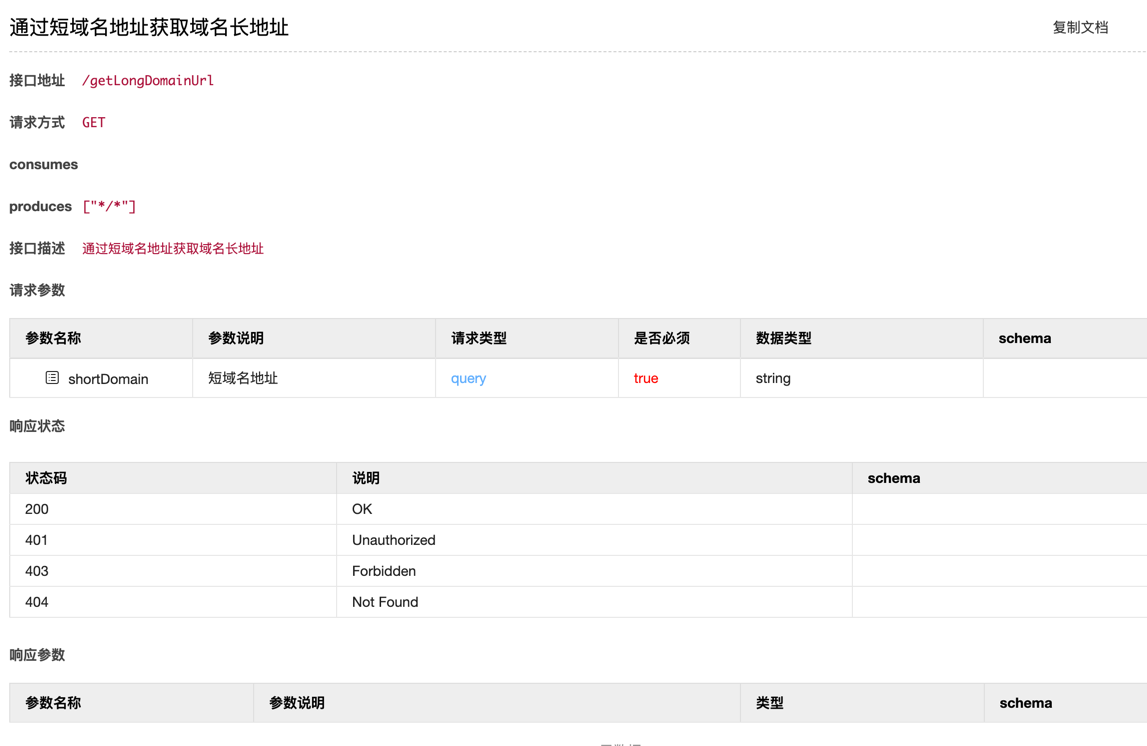 通过短域名地址获取域名长地址 复制文档
接口地址 /getLongDomainUrl
请求方式 GET
consumes
produces ["*/*"]
接口描述 通过短域名地址获取域名长地址
请求参数
参数名称 参数说明 请求类型 是否必须 数据类型 schema
shortDomain 短域名地址 query true string
响应状态
状态码 说明 schema
200 OK
401 Unauthorized
403 Forbidden
404 Not Found
响应参数
参数名称 参数说明 类型 schema